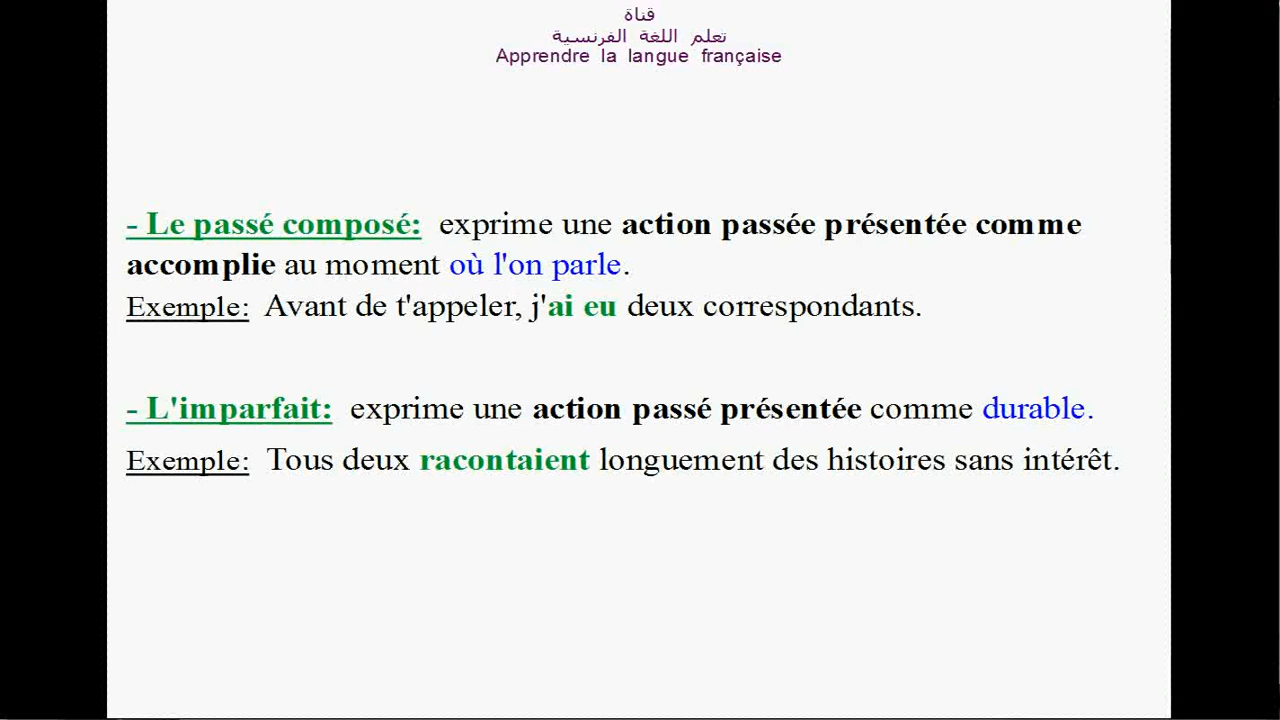 قناة
تعلم اللغة الفرنسية
Apprendre la langue française
- Le passé composé: exprime une action passée présentée comme
accomplie au moment où l'on parle.
Exemple: Avant de t'appeler, j'ai eu deux correspondants.
- L'imparfait: exprime une action passé présentée comme durable.
Exemple: Tous deux racontaient longuement des histoires sans intérêt.